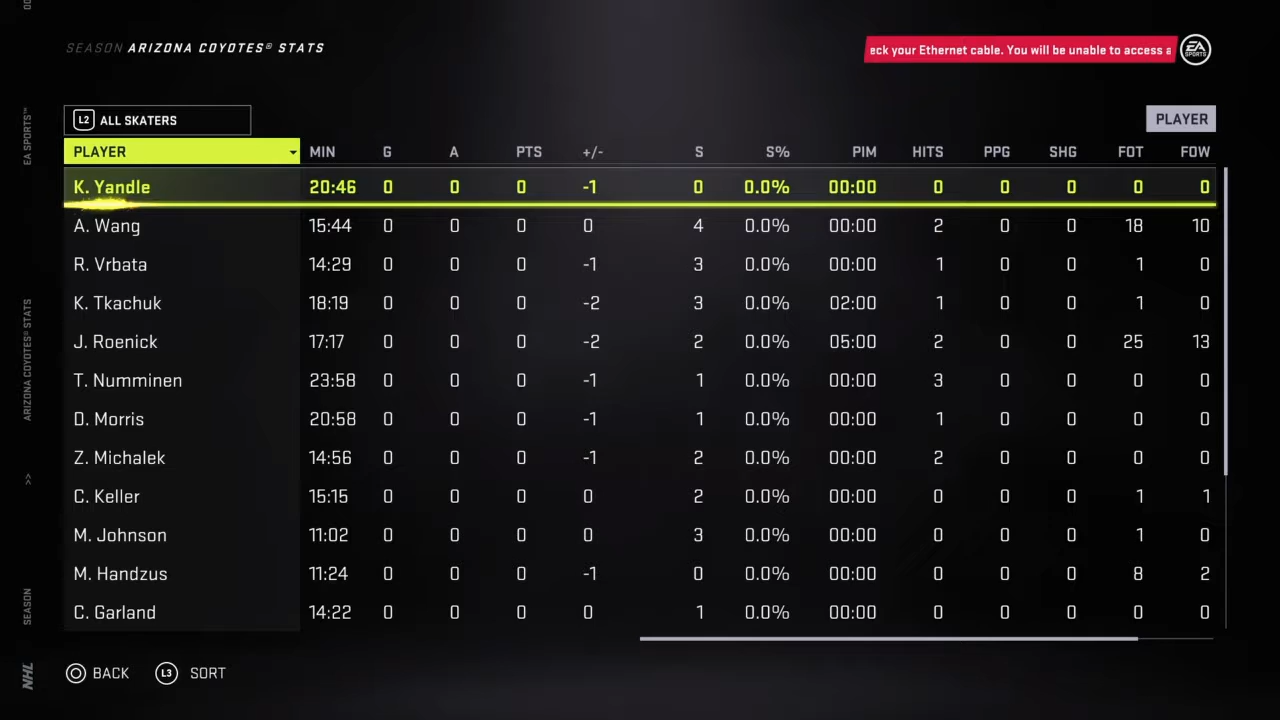 SEASON ARIZONA COYOTES® STATS
eck your Ethernet cable. You will be unable to access a
EA SPORTS
L2 ALL SKATERS
PLAYER
PLAYER MIN G A PTS +/- S S% PIM HITS PPG SHG FOT FOW
K. Yandle 20:46 0 0 0 -1 0 0.0% 00:00 0 0 0 0 0
A. Wang 15:44 0 0 0 0 4 0.0% 00:00 2 0 0 18 10
R. Vrbata 14:29 0 0 0 -1 3 0.0% 00:00 1 0 0 1 0
K. Tkachuk 18:19 0 0 0 -2 3 0.0% 02:00 1 0 0 1 0
J. Roenick 17:17 0 0 0 -2 2 0.0% 05:00 2 0 0 25 13
T. Numminen 23:58 0 0 0 -1 1 0.0% 00:00 3 0 0 0 0
D. Morris 20:58 0 0 0 -1 1 0.0% 00:00 1 0 0 0 0
Z. Michalek 14:56 0 0 0 -1 2 0.0% 00:00 2 0 0 0 0
C. Keller 15:15 0 0 0 0 2 0.0% 00:00 0 0 0 1 1
M. Johnson 11:02 0 0 0 0 3 0.0% 00:00 0 0 0 1 0
M. Handzus 11:24 0 0 0 -1 0 0.0% 00:00 0 0 0 8 2
C. Garland 14:22 0 0 0 0 1 0.0% 00:00 0 0 0 0 0
BACK L3 SORT
NHL
SEASON
>>
ARIZONA COYOTES® STATS
EA SPORTS™